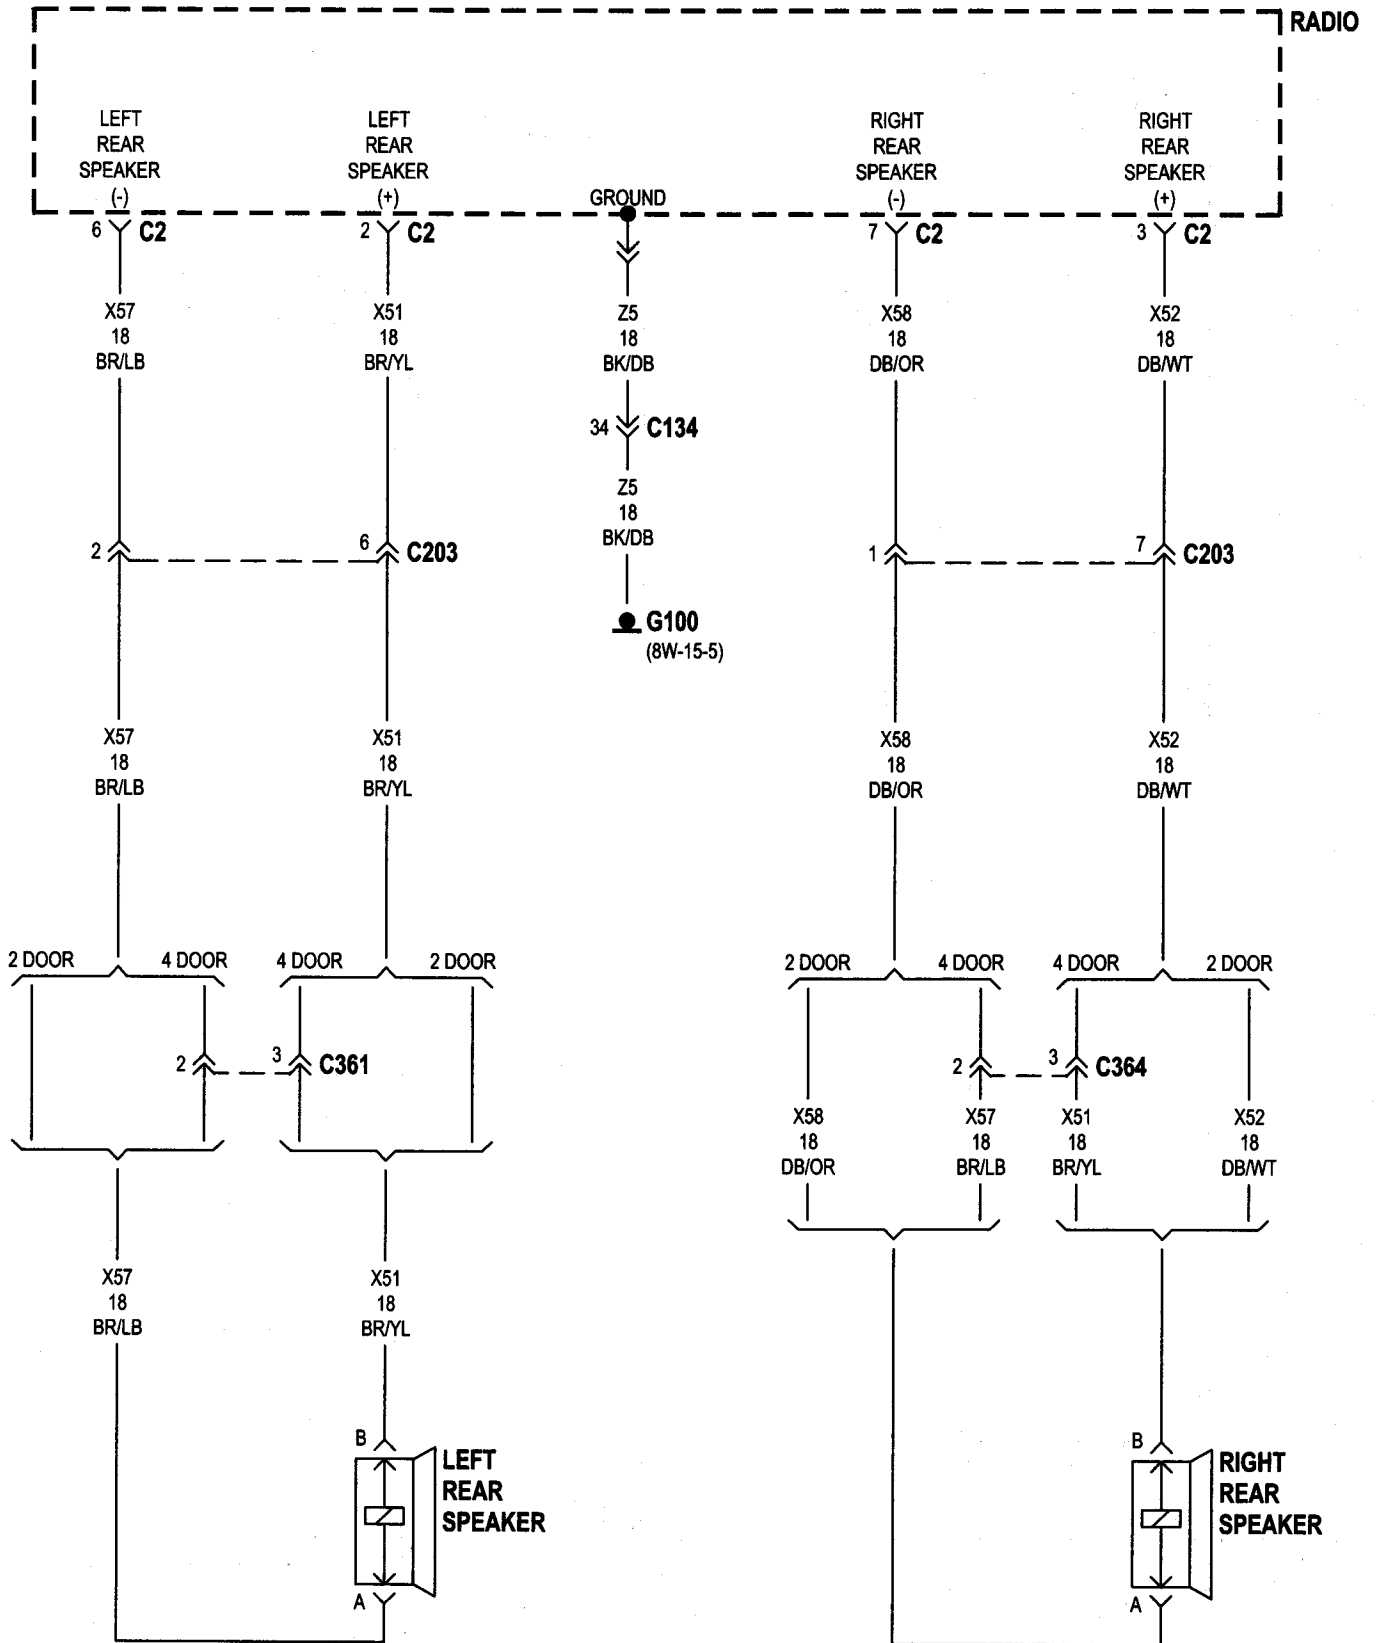 RADIO
LEFT
REAR
SPEAKER
(-)
LEFT
REAR
SPEAKER
(+)
GROUND
RIGHT
REAR
SPEAKER
(-)
RIGHT
REAR
SPEAKER
(+)
6 C2
2 C2
7 C2
3 C2
X57
18
BR/LB
X51
18
BR/YL
Z5
18
BK/DB
X58
18
DB/OR
X52
18
DB/WT
34 C134
Z5
18
BK/DB
2
6 C203
1
7 C203
G100
(8W-15-5)
X57
18
BR/LB
X51
18
BR/YL
X58
18
DB/OR
X52
18
DB/WT
2 DOOR
4 DOOR
4 DOOR
2 DOOR
2 DOOR
4 DOOR
4 DOOR
2 DOOR
2
3 C361
2
3 C364
X58
18
DB/OR
X57
18
BR/LB
X51
18
BR/YL
X52
18
DB/WT
X57
18
BR/LB
X51
18
BR/YL
B
LEFT
REAR
SPEAKER
A
B
RIGHT
REAR
SPEAKER
A